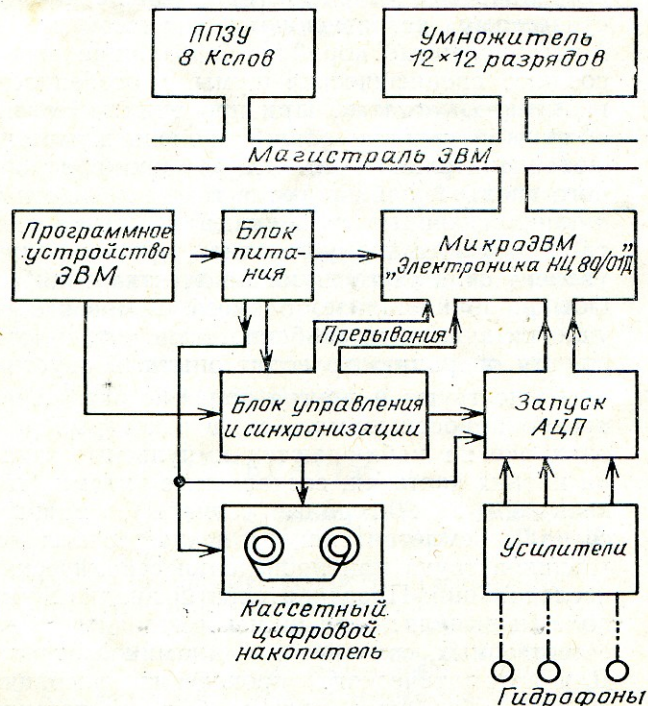 ППЗУ
8 Кслов
Умножитель
12×12 разрядов
Магистраль ЭВМ
Программное
устройство
ЭВМ
Блок
пита-
ния
МикроЭВМ
„Электроника НЦ 80/01Д”
Прерывания
Блок управления
и синхронизации
Запуск
АЦП
Усилители
Кассетный
цифровой
накопитель
Гидрофоны